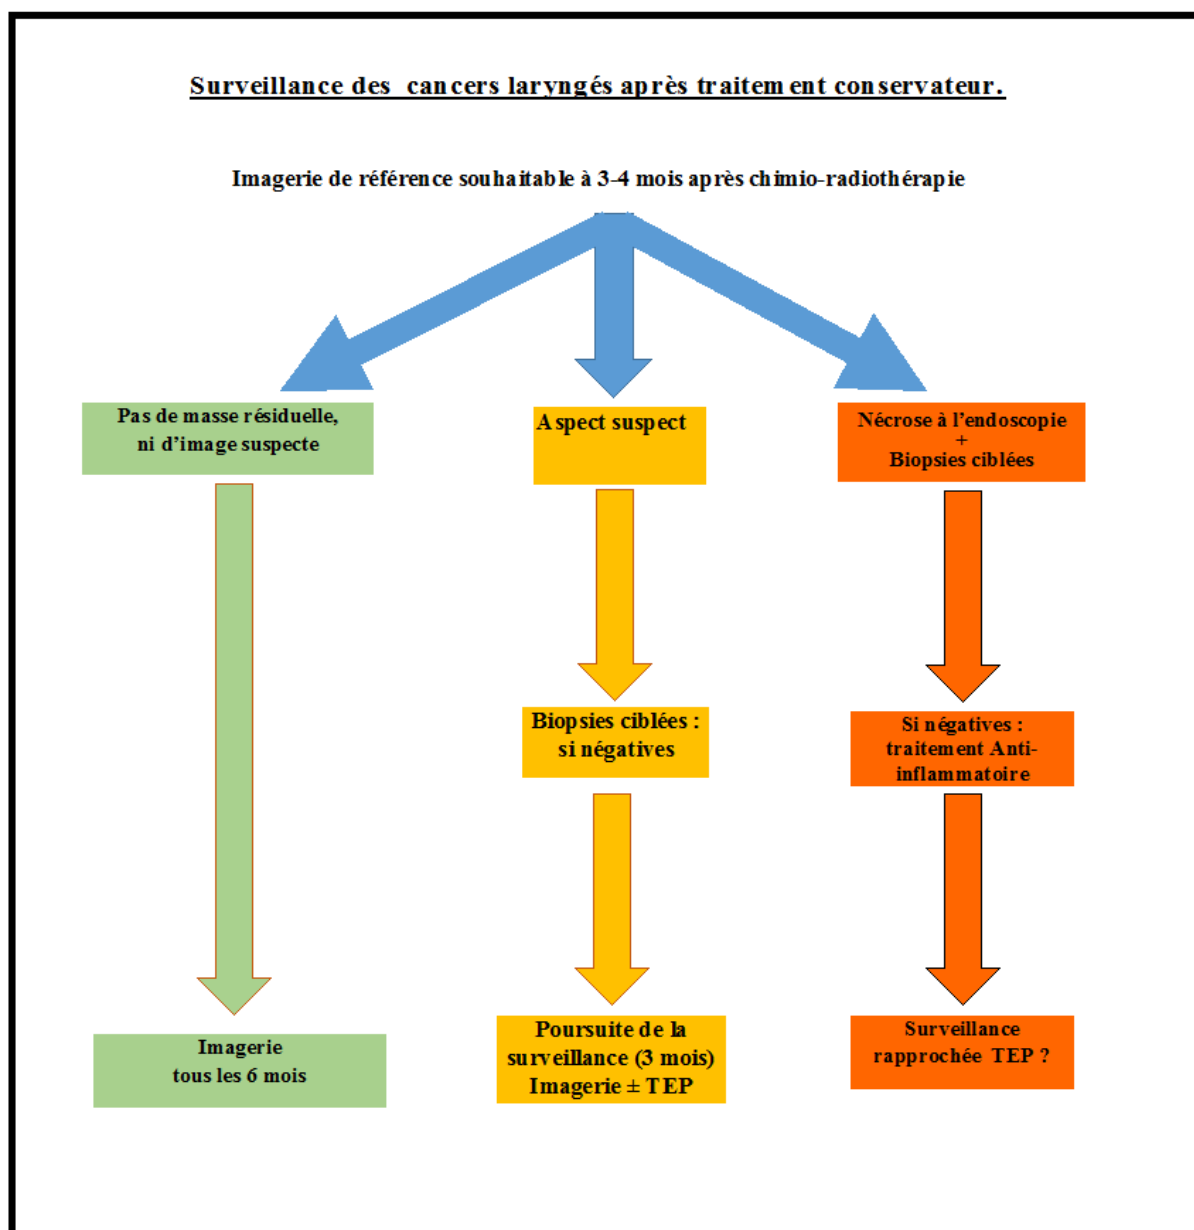 Surveillance des cancers laryngés après traitement conservateur.
Imagerie de référence souhaitable à 3-4 mois après chimio-radiothérapie
Pas de masse résiduelle,
ni d'image suspecte
Aspect suspect
Nécrose à l'endoscopie
+
Biopsies ciblées
Biopsies ciblées :
si négatives
Si négatives :
traitement Anti-
inflammatoire
Imagerie
tous les 6 mois
Poursuite de la
surveillance (3 mois)
Imagerie ± TEP
Surveillance
rapprochée TEP ?